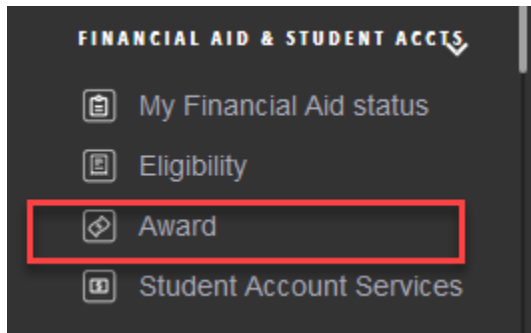 FINANCIAL AID & STUDENT ACCTS
My Financial Aid status
Eligibility
Award
Student Account Services